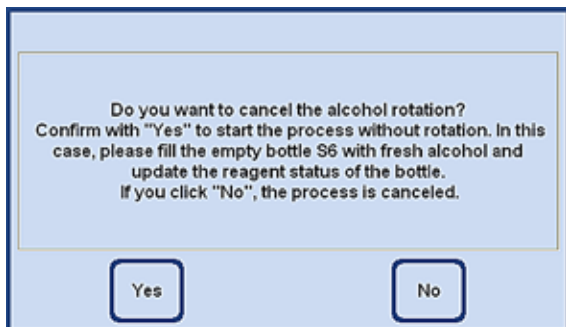 Do you want to cancel the alcohol rotation?
Confirm with "Yes" to start the process without rotation. In this
case, please fill the empty bottle S6 with fresh alcohol and
update the reagent status of the bottle.
If you click "No", the process is canceled.
Yes No